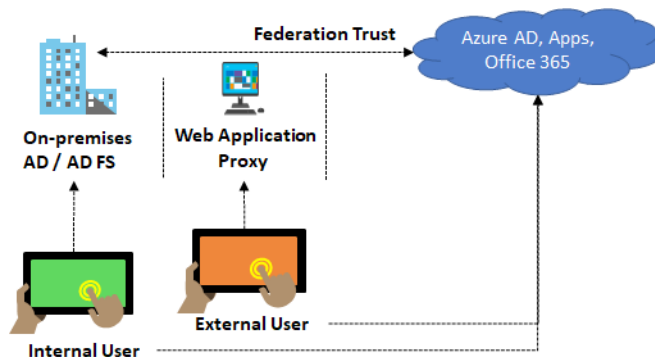 Federation Trust
Azure AD, Apps,
Office 365
On-premises
AD / AD FS
Web Application
Proxy
External User
Internal User